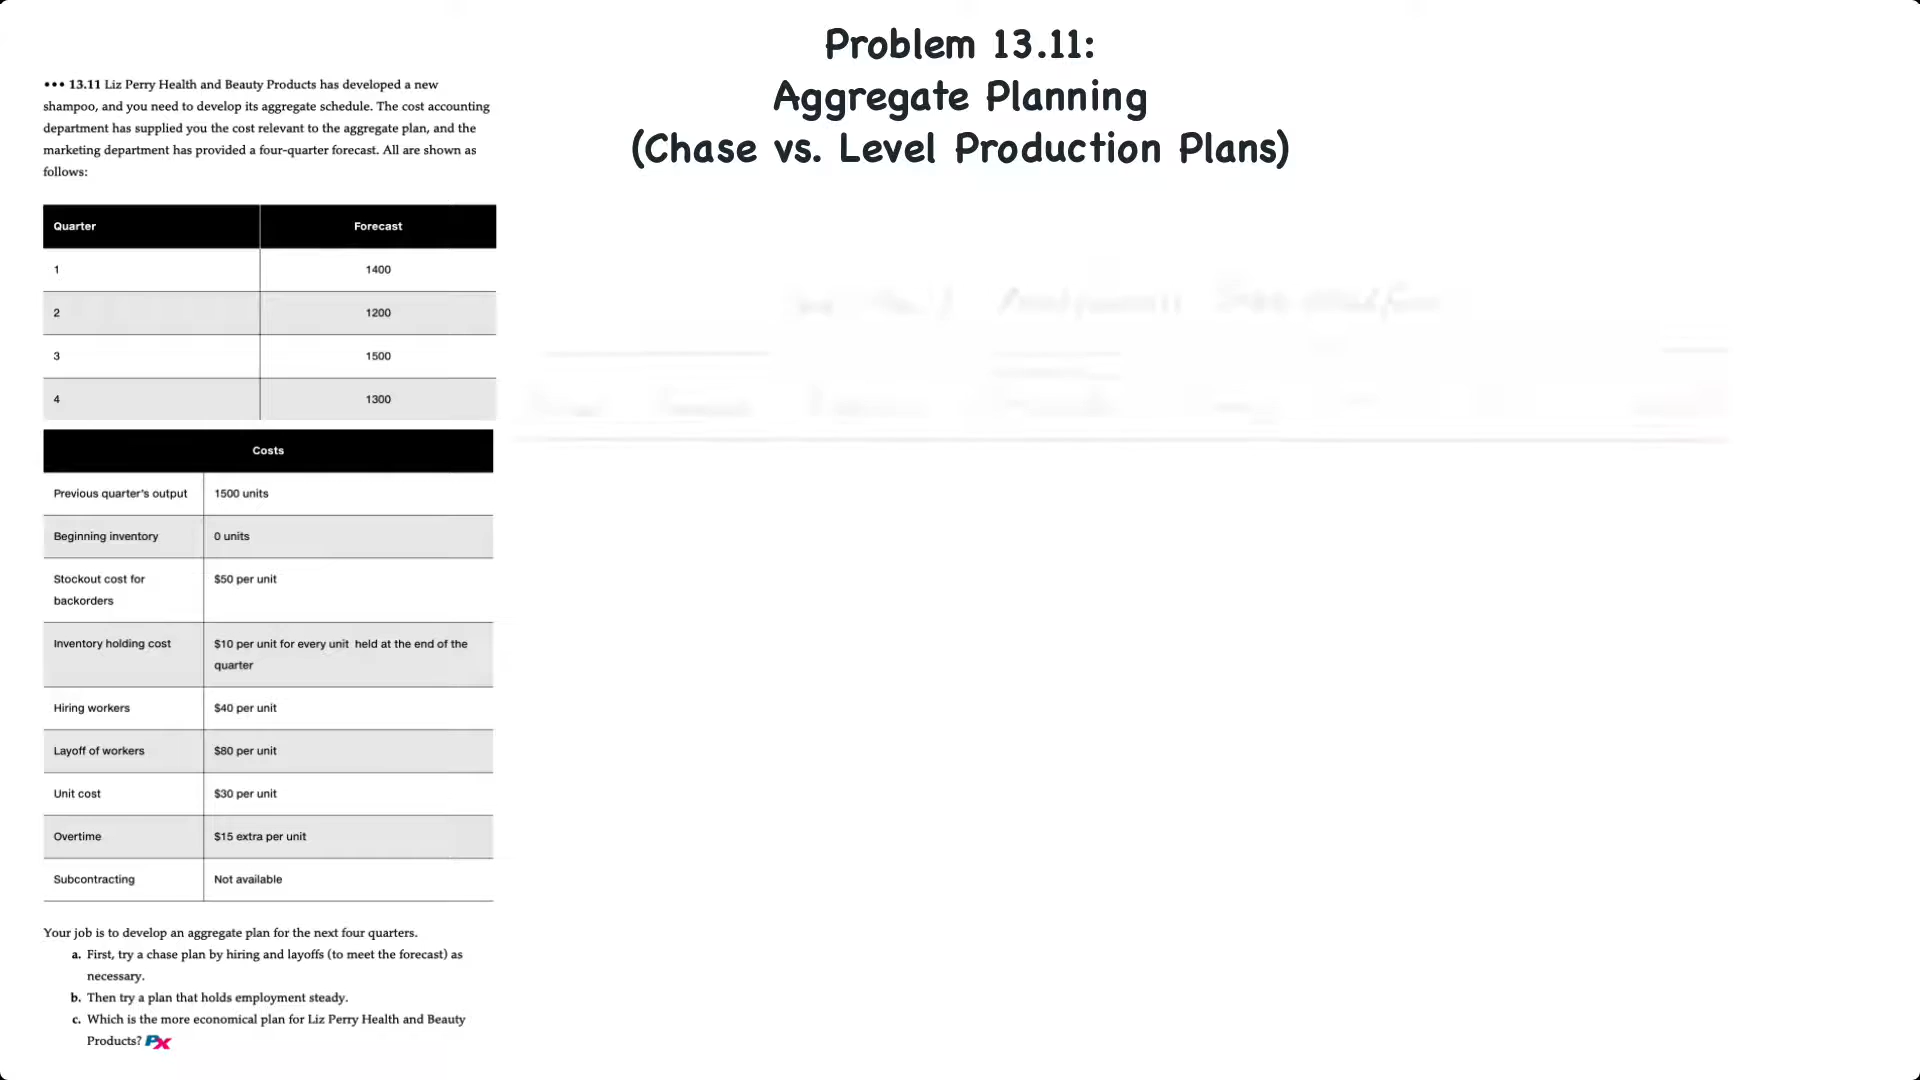 Problem 13.11:
Aggregate Planning
(Chase vs. Level Production Plans)
••• 13.11 Liz Perry Health and Beauty Products has developed a new
shampoo, and you need to develop its aggregate schedule. The cost accounting
department has supplied you the cost relevant to the aggregate plan, and the
marketing department has provided a four-quarter forecast. All are shown as
follows:
Quarter Forecast
1 1400
2 1200
3 1500
4 1300
Costs
Previous quarter's output 1500 units
Beginning inventory 0 units
Stockout cost for $50 per unit
backorders
Inventory holding cost $10 per unit for every unit held at the end of the
quarter
Hiring workers $40 per unit
Layoff of workers $80 per unit
Unit cost $30 per unit
Overtime $15 extra per unit
Subcontracting Not available
Your job is to develop an aggregate plan for the next four quarters.
a. First, try a chase plan by hiring and layoffs (to meet the forecast) as
necessary.
b. Then try a plan that holds employment steady.
c. Which is the more economical plan for Liz Perry Health and Beauty
Products? PX